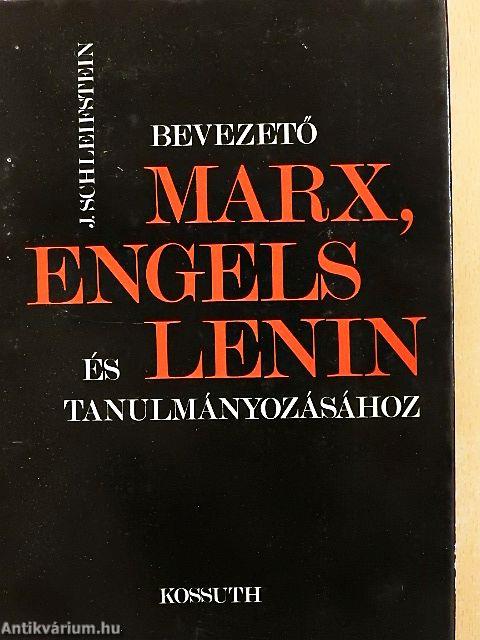 J. SCHLEIFSTEIN
BEVEZETŐ
MARX,
ENGELS
ÉS LENIN
TANULMÁNYOZÁSÁHOZ
KOSSUTH
Antikvárium.hu